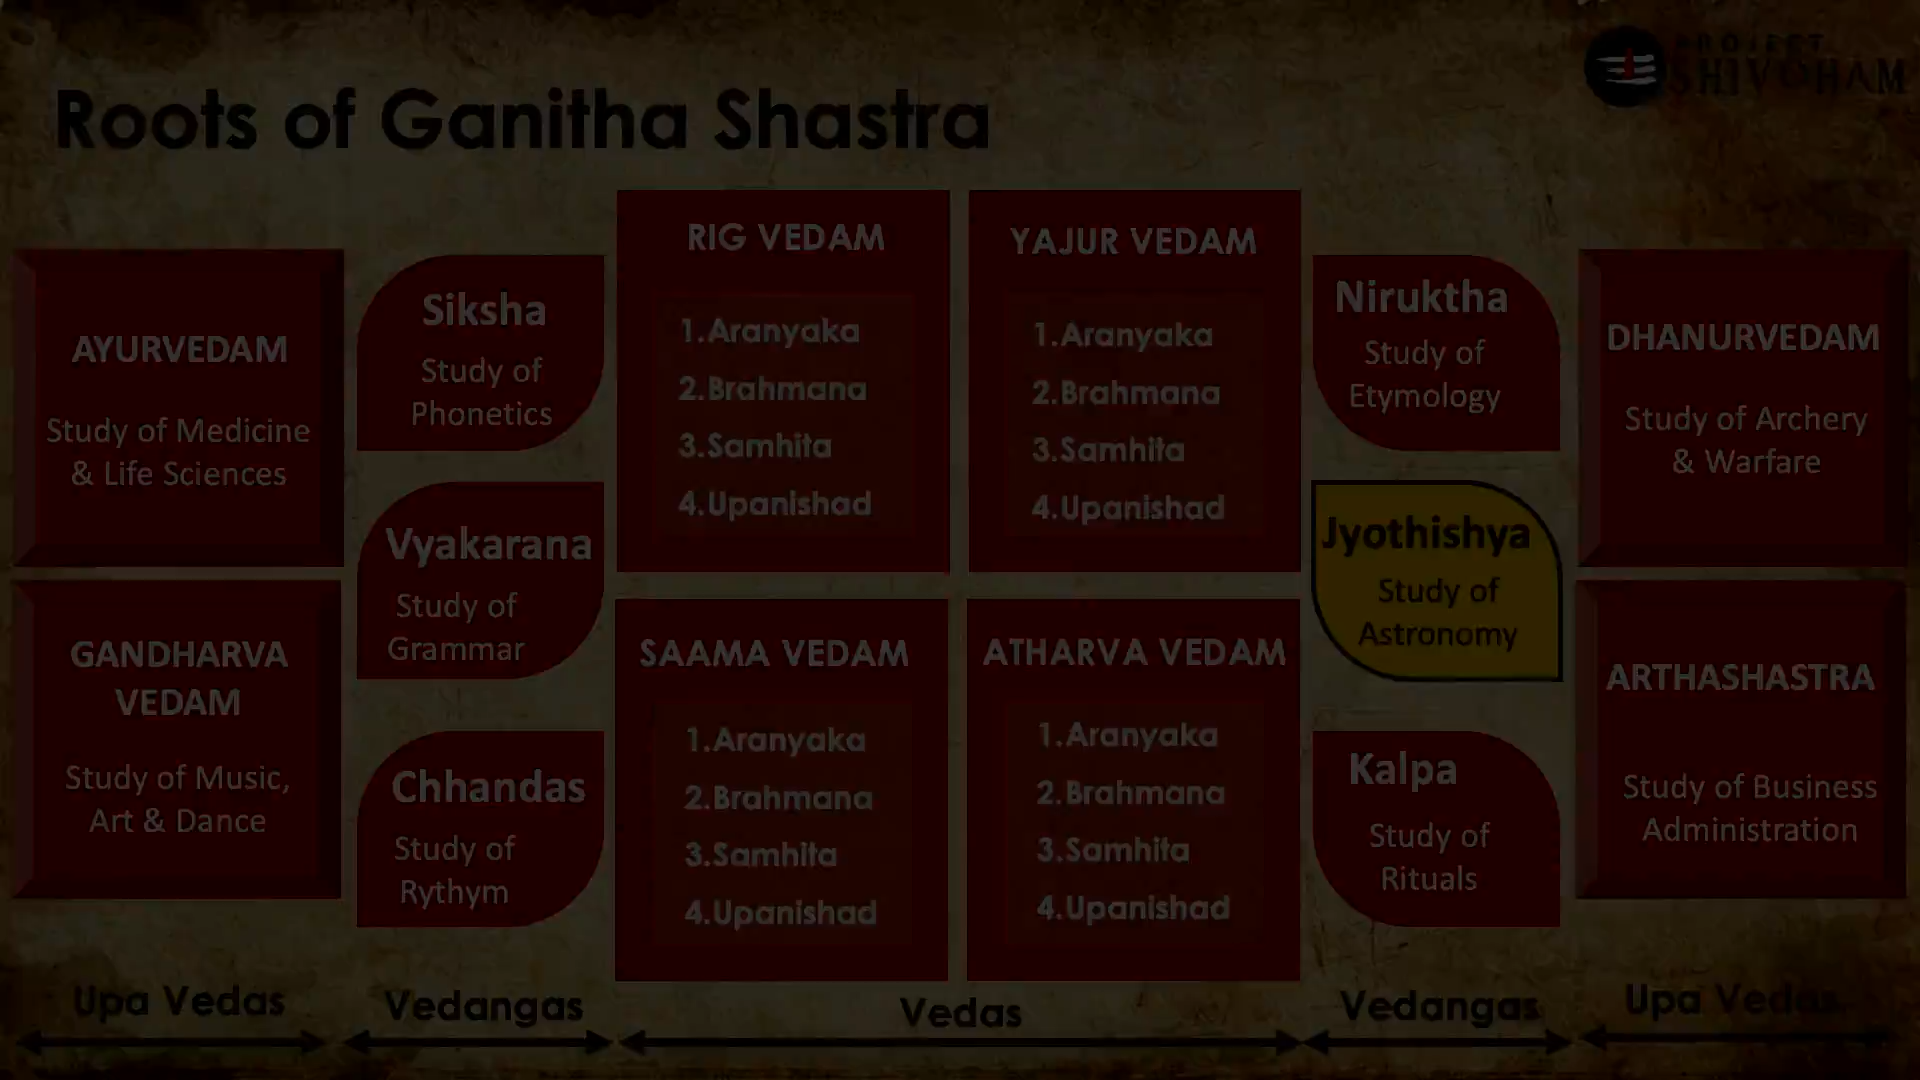 PROJECT
SHIVOHAM
Roots of Ganitha Shastra
AYURVEDAM
Study of Medicine
& Life Sciences
GANDHARVA
VEDAM
Study of Music,
Art & Dance
Siksha
Study of
Phonetics
Vyakarana
Study of
Grammar
Chhandas
Study of
Rythym
RIG VEDAM
1.Aranyaka
2.Brahmana
3.Samhita
4.Upanishad
YAJUR VEDAM
1.Aranyaka
2.Brahmana
3.Samhita
4.Upanishad
SAAMA VEDAM
1.Aranyaka
2.Brahmana
3.Samhita
4.Upanishad
ATHARVA VEDAM
1.Aranyaka
2.Brahmana
3.Samhita
4.Upanishad
Niruktha
Study of
Etymology
Jyothishya
Study of
Astronomy
Kalpa
Study of
Rituals
DHANURVEDAM
Study of Archery
& Warfare
ARTHASHASTRA
Study of Business
Administration
Upa Vedas
Vedangas
Vedas
Vedangas
Upa Vedas